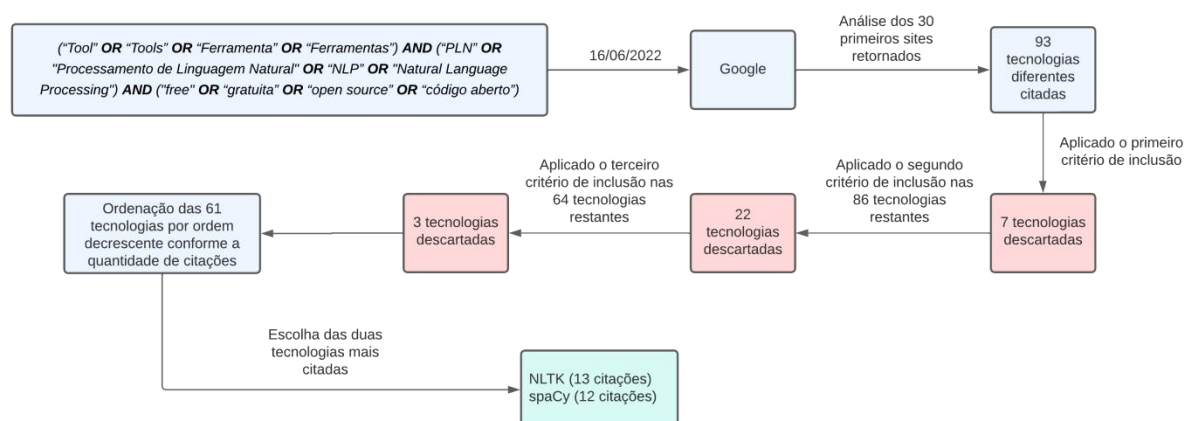 ("Tool" OR "Tools" OR "Ferramenta" OR "Ferramentas") AND ("PLN" OR
"Processamento de Linguagem Natural" OR "NLP" OR "Natural Language
Processing") AND ("free" OR "gratuita" OR "open source" OR "código aberto")
16/06/2022
Google
Análise dos 30
primeiros sites
retornados
93
tecnologias
diferentes
citadas
Aplicado o primeiro
critério de inclusão
7 tecnologias
descartadas
Aplicado o segundo
critério de inclusão nas
86 tecnologias
restantes
22
tecnologias
descartadas
Aplicado o terceiro
critério de inclusão nas
64 tecnologias
restantes
3 tecnologias
descartadas
Ordenação das 61
tecnologias por ordem
decrescente conforme a
quantidade de citações
Escolha das duas
tecnologias mais
citadas
NLTK (13 citações)
spaCy (12 citações)